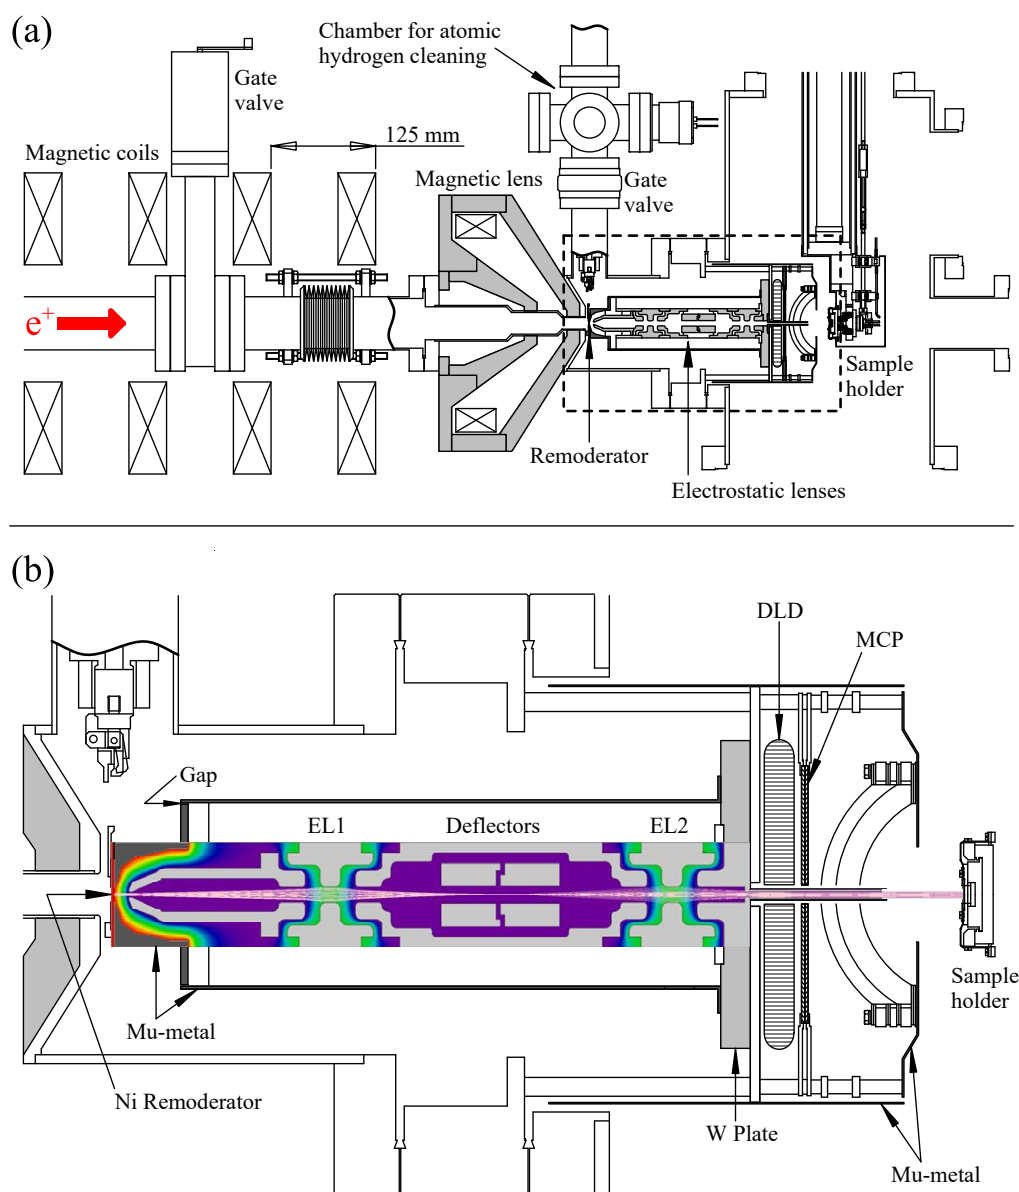 (a)
Chamber for atomic
hydrogen cleaning
Gate
valve
125 mm
Magnetic coils
Magnetic lens
Gate
valve
e+
Sample
holder
Remoderator
Electrostatic lenses
(b)
DLD
MCP
Gap
EL1
Deflectors
EL2
Sample
holder
Mu-metal
Ni Remoderator
W Plate
Mu-metal